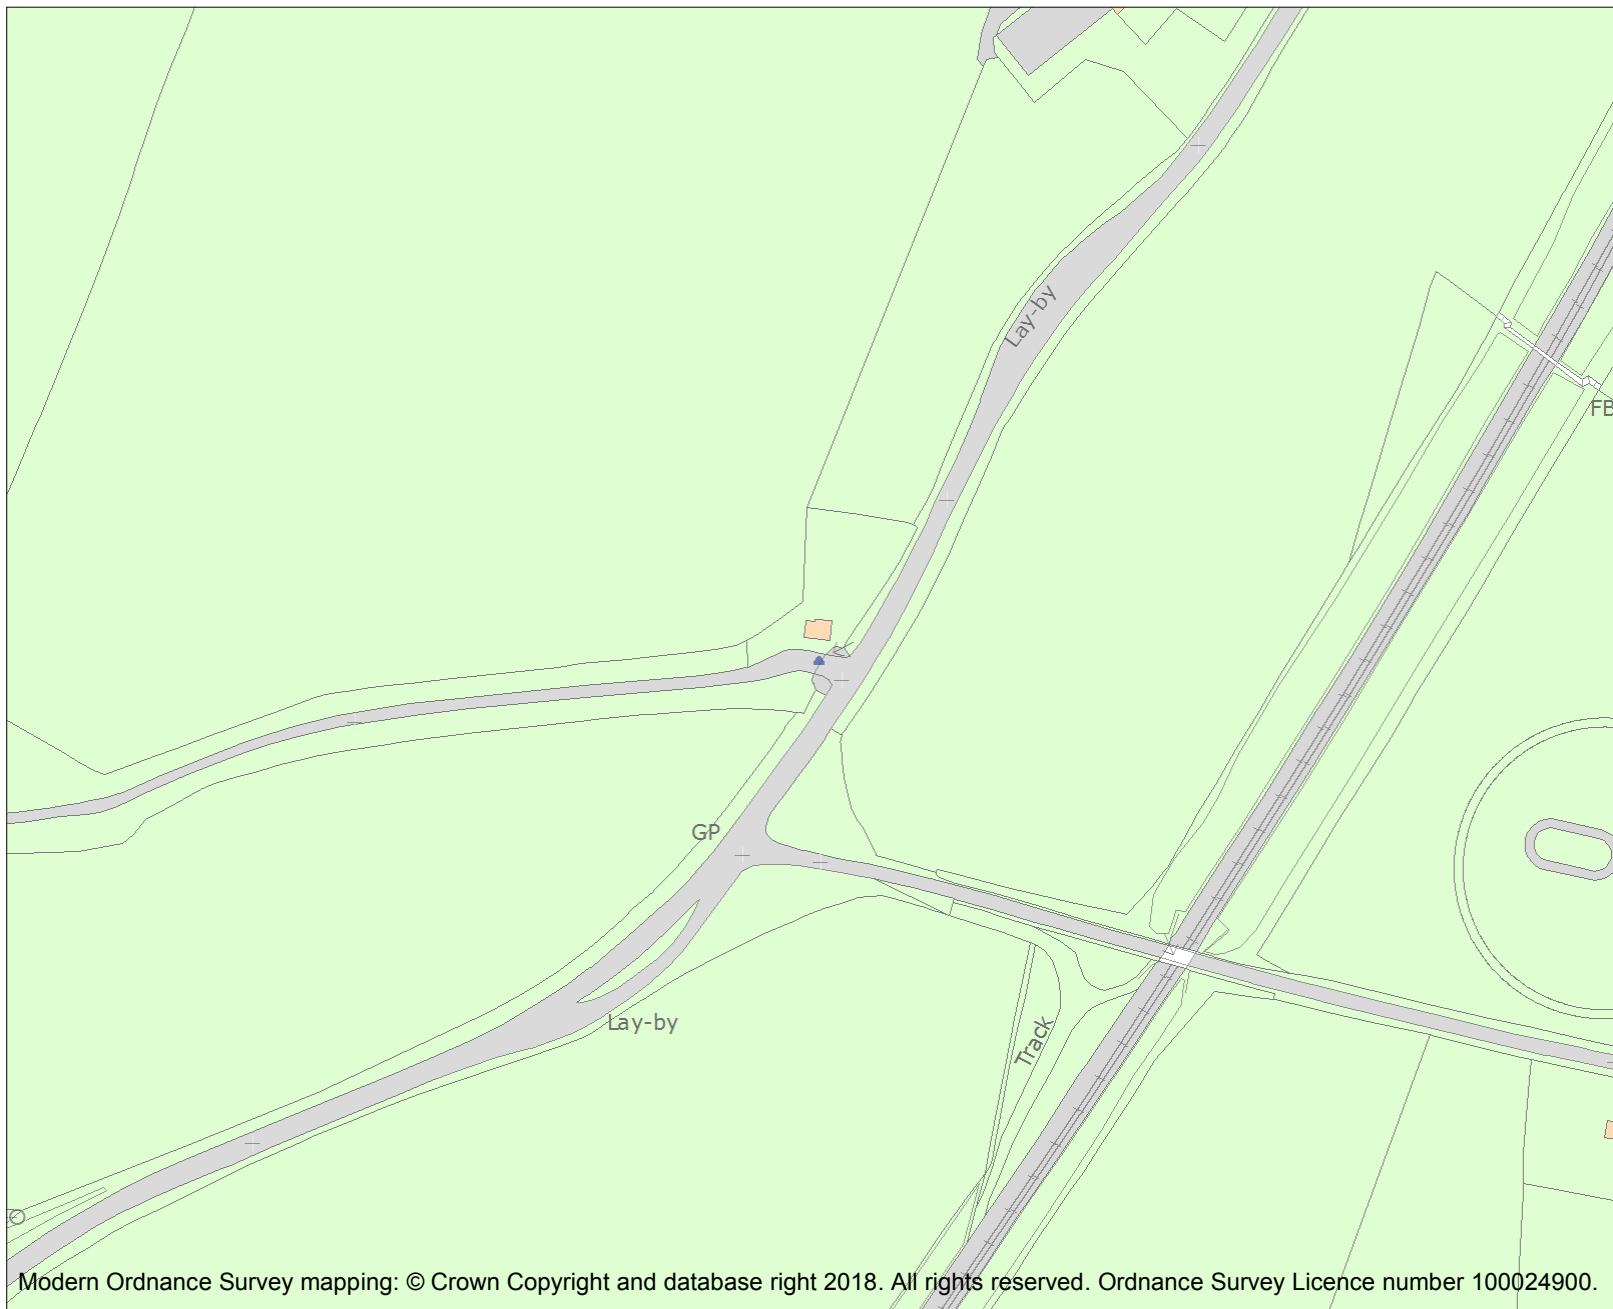 Lay-by
FB
GP
Lay-by
Track
Modern Ordnance Survey mapping: © Crown Copyright and database right 2018. All rights reserved. Ordnance Survey Licence number 100024900.